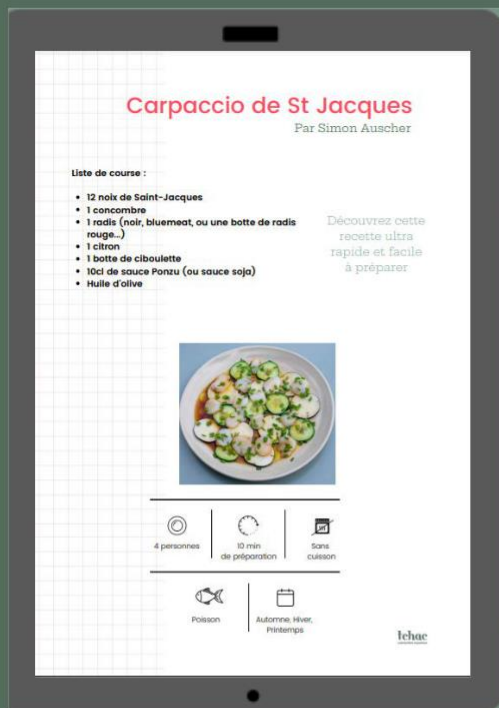 Carpaccio de St Jacques
Par Simon Auscher
Liste de course :
• 12 noix de Saint-Jacques
• 1 concombre
• 1 radis (noir, bluemeat, ou une botte de radis
rouge...)
• 1 citron
• 1 botte de ciboulette
• 10cl de sauce Ponzu (ou sauce soja)
• Huile d'olive
Découvrez cette
recette ultra
rapide et facile
à préparer
4 personnes
10 min
de préparation
Sans
cuisson
Poisson
Automne, Hiver,
Printemps
tehac